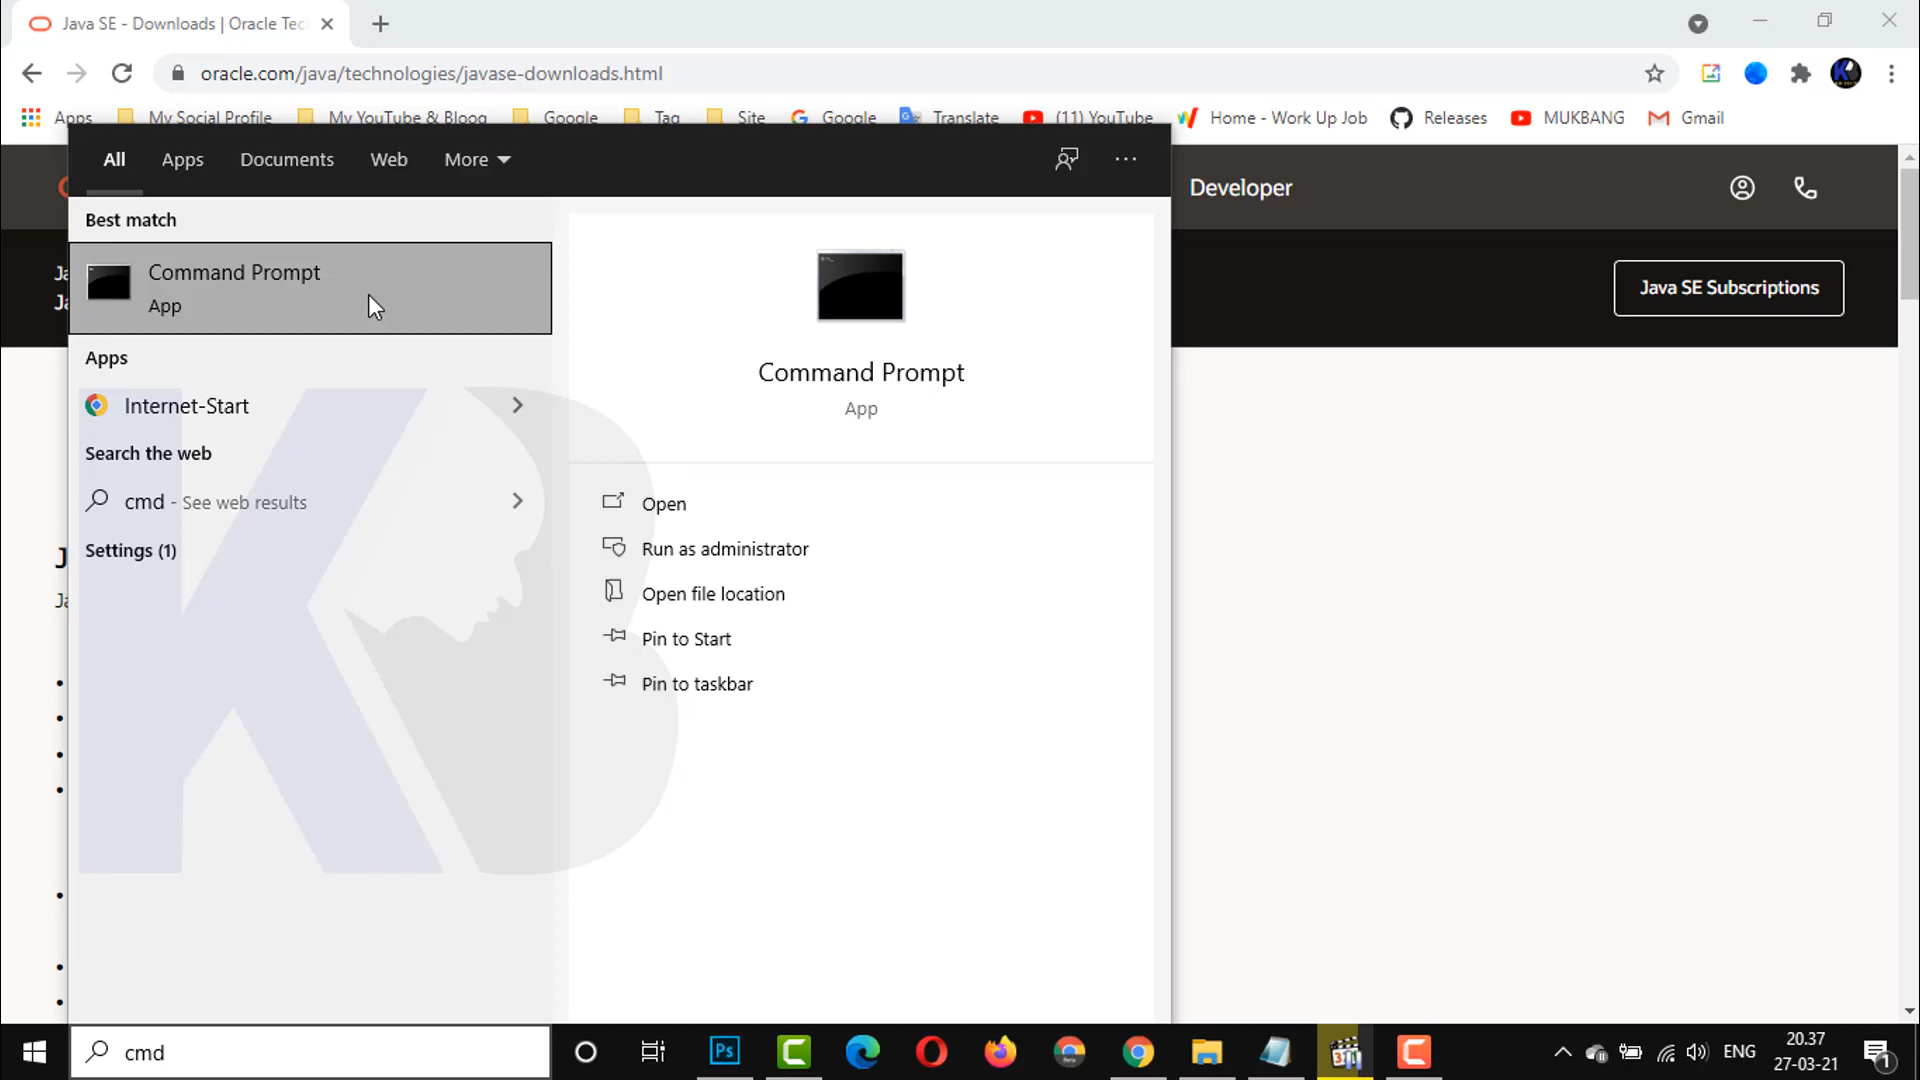 Java SE - Downloads | Oracle Tec
oracle.com/java/technologies/javase-downloads.html
Apps My Social Profile My YouTube & Bloog Google Tag Site Google Translate (11) YouTube Home - Work Up Job Releases MUKBANG Gmail
All Apps Documents Web More
Developer
Java SE Subscriptions
Best match
Command Prompt
App
Apps
Internet-Start
Search the web
cmd - See web results
Settings (1)
Command Prompt
App
Open
Run as administrator
Open file location
Pin to Start
Pin to taskbar
KB
cmd
Ps
ENG
20.37
27-03-21
1